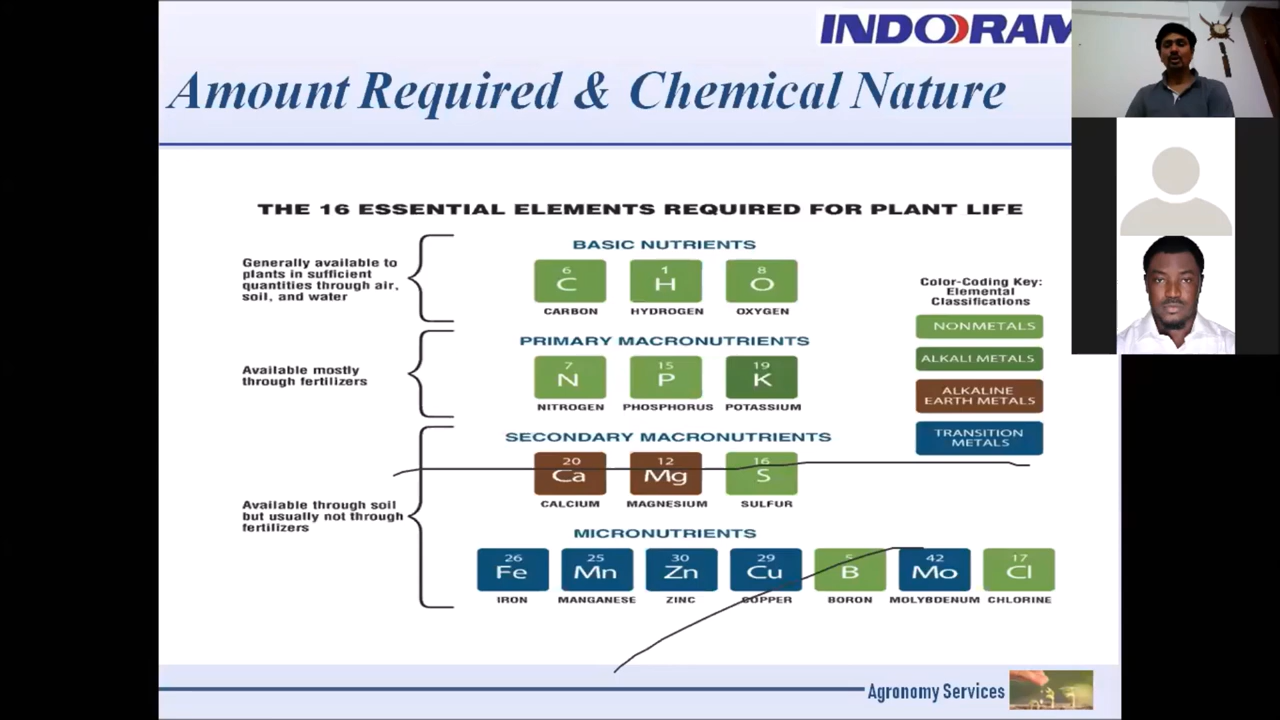 INDORAM
Amount Required & Chemical Nature
THE 16 ESSENTIAL ELEMENTS REQUIRED FOR PLANT LIFE
Generally available to
plants in sufficient
quantities through air,
soil, and water
BASIC NUTRIENTS
6 1 8
C H O
CARBON HYDROGEN OXYGEN
Available mostly
through fertilizers
PRIMARY MACRONUTRIENTS
7 15 19
N P K
NITROGEN PHOSPHORUS POTASSIUM
Color-Coding Key:
Elemental
Classifications
NONMETALS
ALKALI METALS
ALKALINE
EARTH METALS
TRANSITION
METALS
Available through soil
but usually not through
fertilizers
SECONDARY MACRONUTRIENTS
20 12 16
Ca Mg S
CALCIUM MAGNESIUM SULFUR
MICRONUTRIENTS
26 25 30 29 5 42 17
Fe Mn Zn Cu B Mo Cl
IRON MANGANESE ZINC COPPER BORON MOLYBDENUM CHLORINE
Agronomy Services